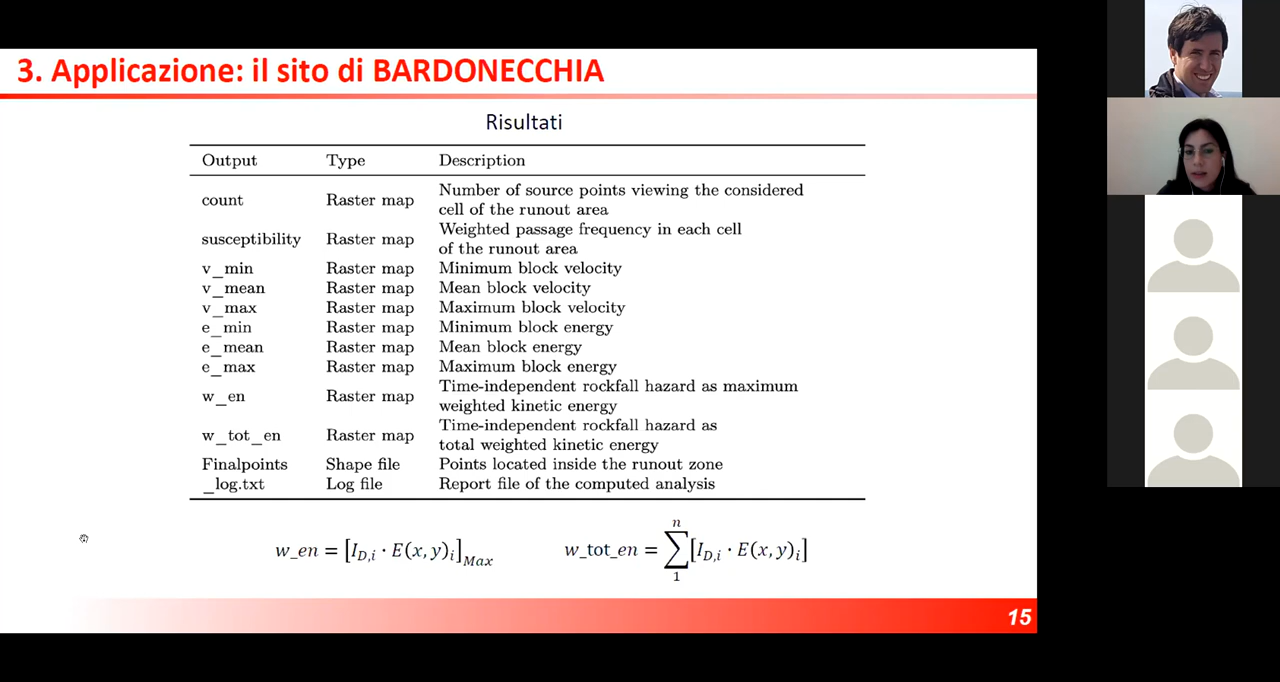 3. Applicazione: il sito di BARDONECCHIA
Risultati
Output Type Description
count Raster map Number of source points viewing the considered
cell of the runout area
susceptibility Raster map Weighted passage frequency in each cell
of the runout area
v_min Raster map Minimum block velocity
v_mean Raster map Mean block velocity
v_max Raster map Maximum block velocity
e_min Raster map Minimum block energy
e_mean Raster map Mean block energy
e_max Raster map Maximum block energy
w_en Raster map Time-independent rockfall hazard as maximum
weighted kinetic energy
w_tot_en Raster map Time-independent rockfall hazard as
total weighted kinetic energy
Finalpoints Shape file Points located inside the runout zone
_log.txt Log file Report file of the computed analysis
w_en = [I_{D,i} · E(x, y)_i]_{Max}
w_tot_en = \sum_{1}^{n} [I_{D,i} · E(x, y)_i]
15